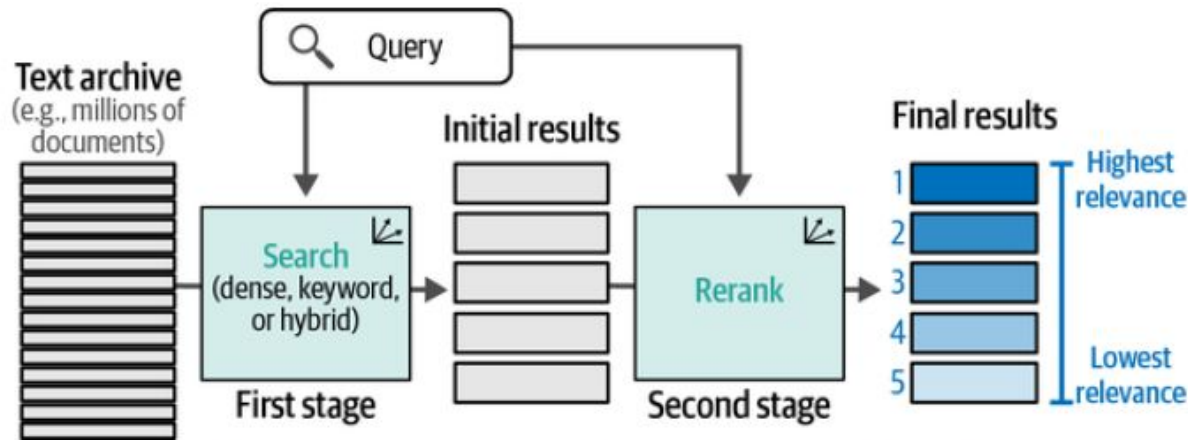 Query
Text archive
(e.g., millions of
documents)
Initial results
Final results
1
2
3
4
5
Highest
relevance
Lowest
relevance
Search
(dense, keyword,
or hybrid)
Rerank
First stage
Second stage